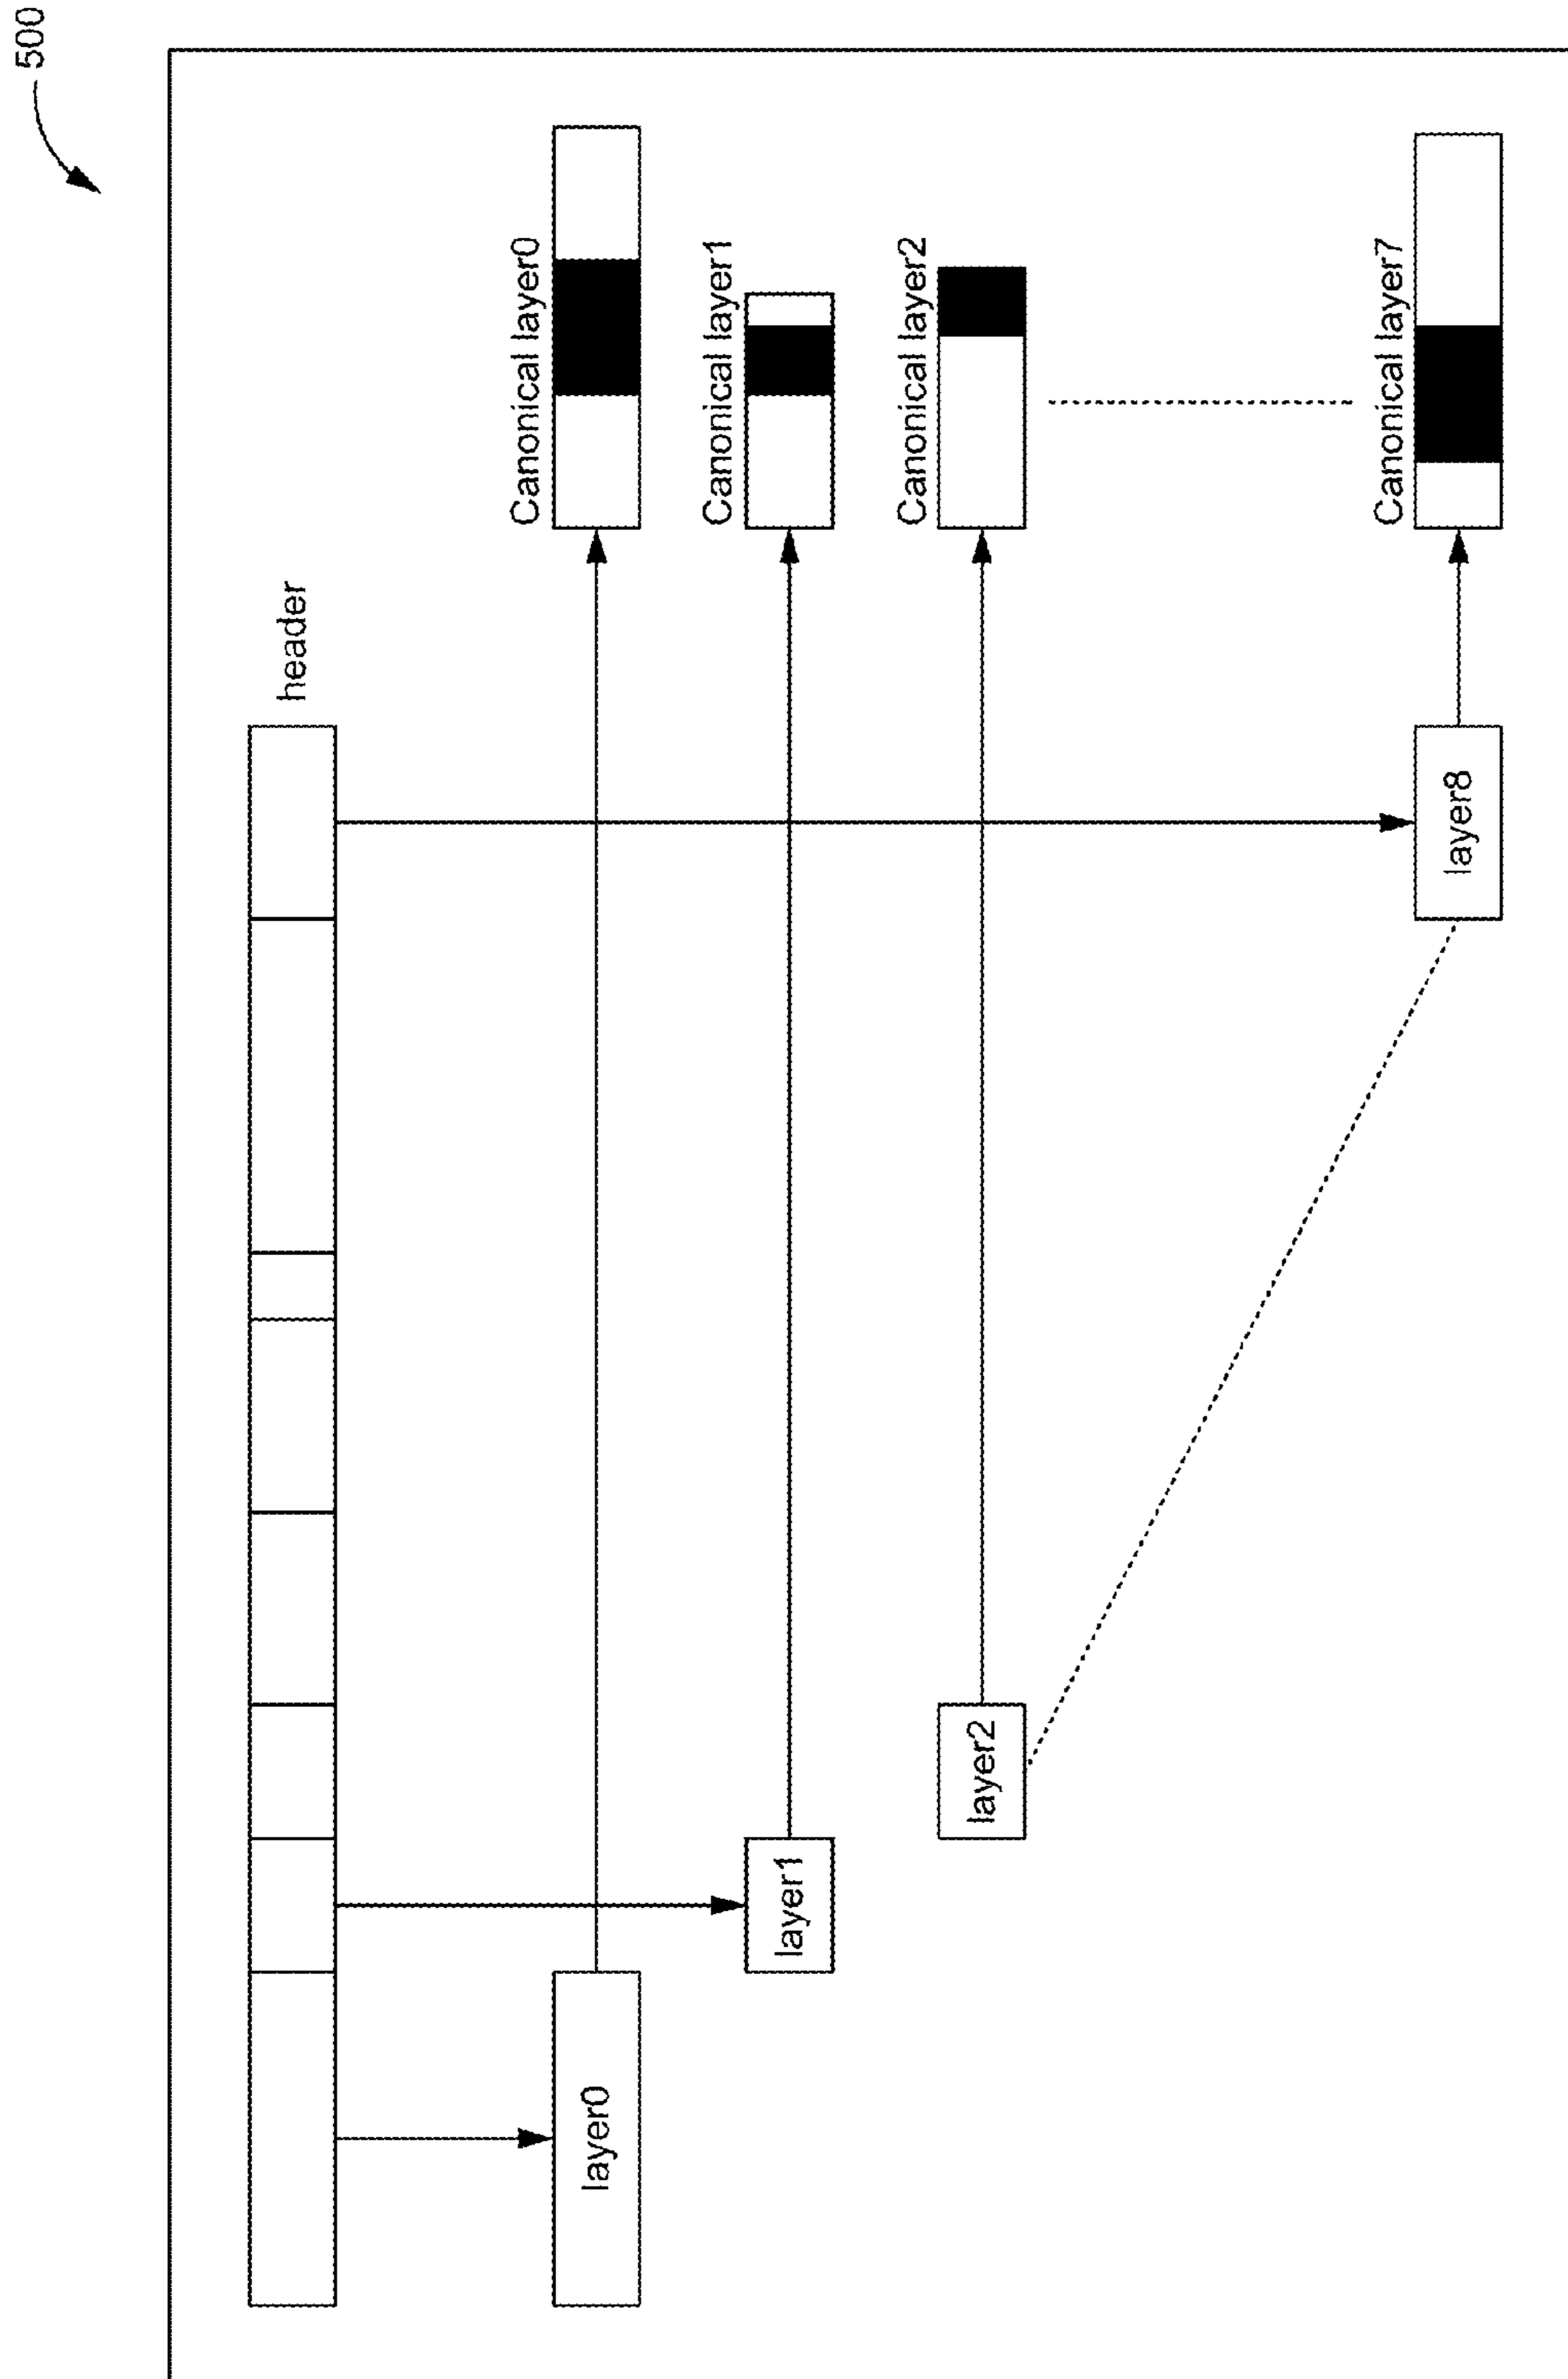 500
header
Canonical layer0
layer0
Canonical layer1
layer1
Canonical layer2
layer2
Canonical layer7
layer8